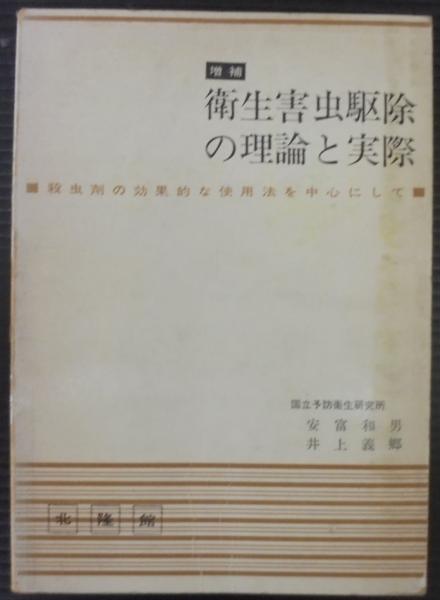 増補
衛生害虫駆除
の理論と実際
■殺虫剤の効果的な使用法を中心にして■
国立予防衛生研究所
安富和男
井上義郷
北隆館